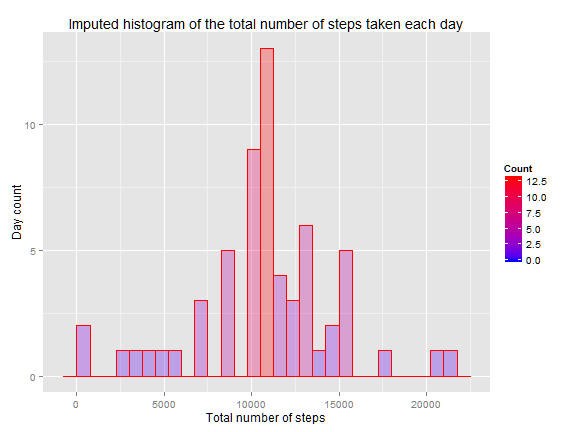 Imputed histogram of the total number of steps taken each day
Day count
10
5
0
0 5000 10000 15000 20000
Total number of steps
Count
12.5
10.0
7.5
5.0
2.5
0.0